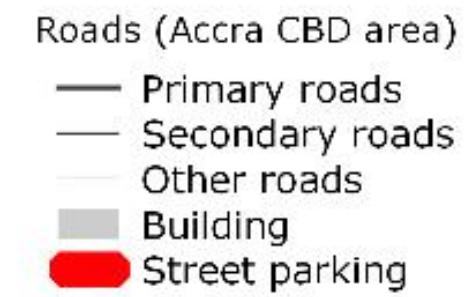 Roads (Accra CBD area)
Primary roads
Secondary roads
Other roads
Building
Street parking